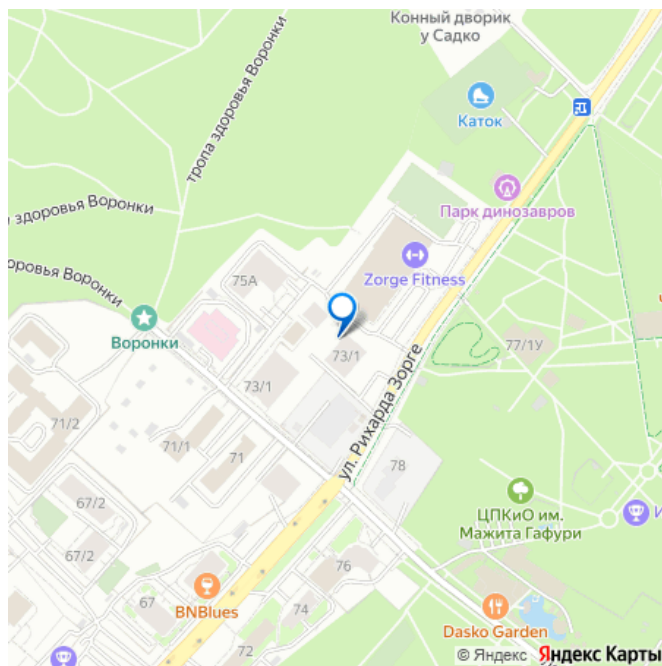 Конный дворик
у Садко
Каток
тропа здоровья Воронки
Парк динозавров
здоровья Воронки
Zorge Fitness
75А
оровья Воронки
Воронки
77/1У
73/1
73/1
ул. Рихарда Зорге
71/2
71/1
71
78
67/2
ЦПКиО им.
Мажита Гафури
И
67/2
76
67
BNBlues
74
Dasko Garden
72
© Яндекс Яндекс Карты